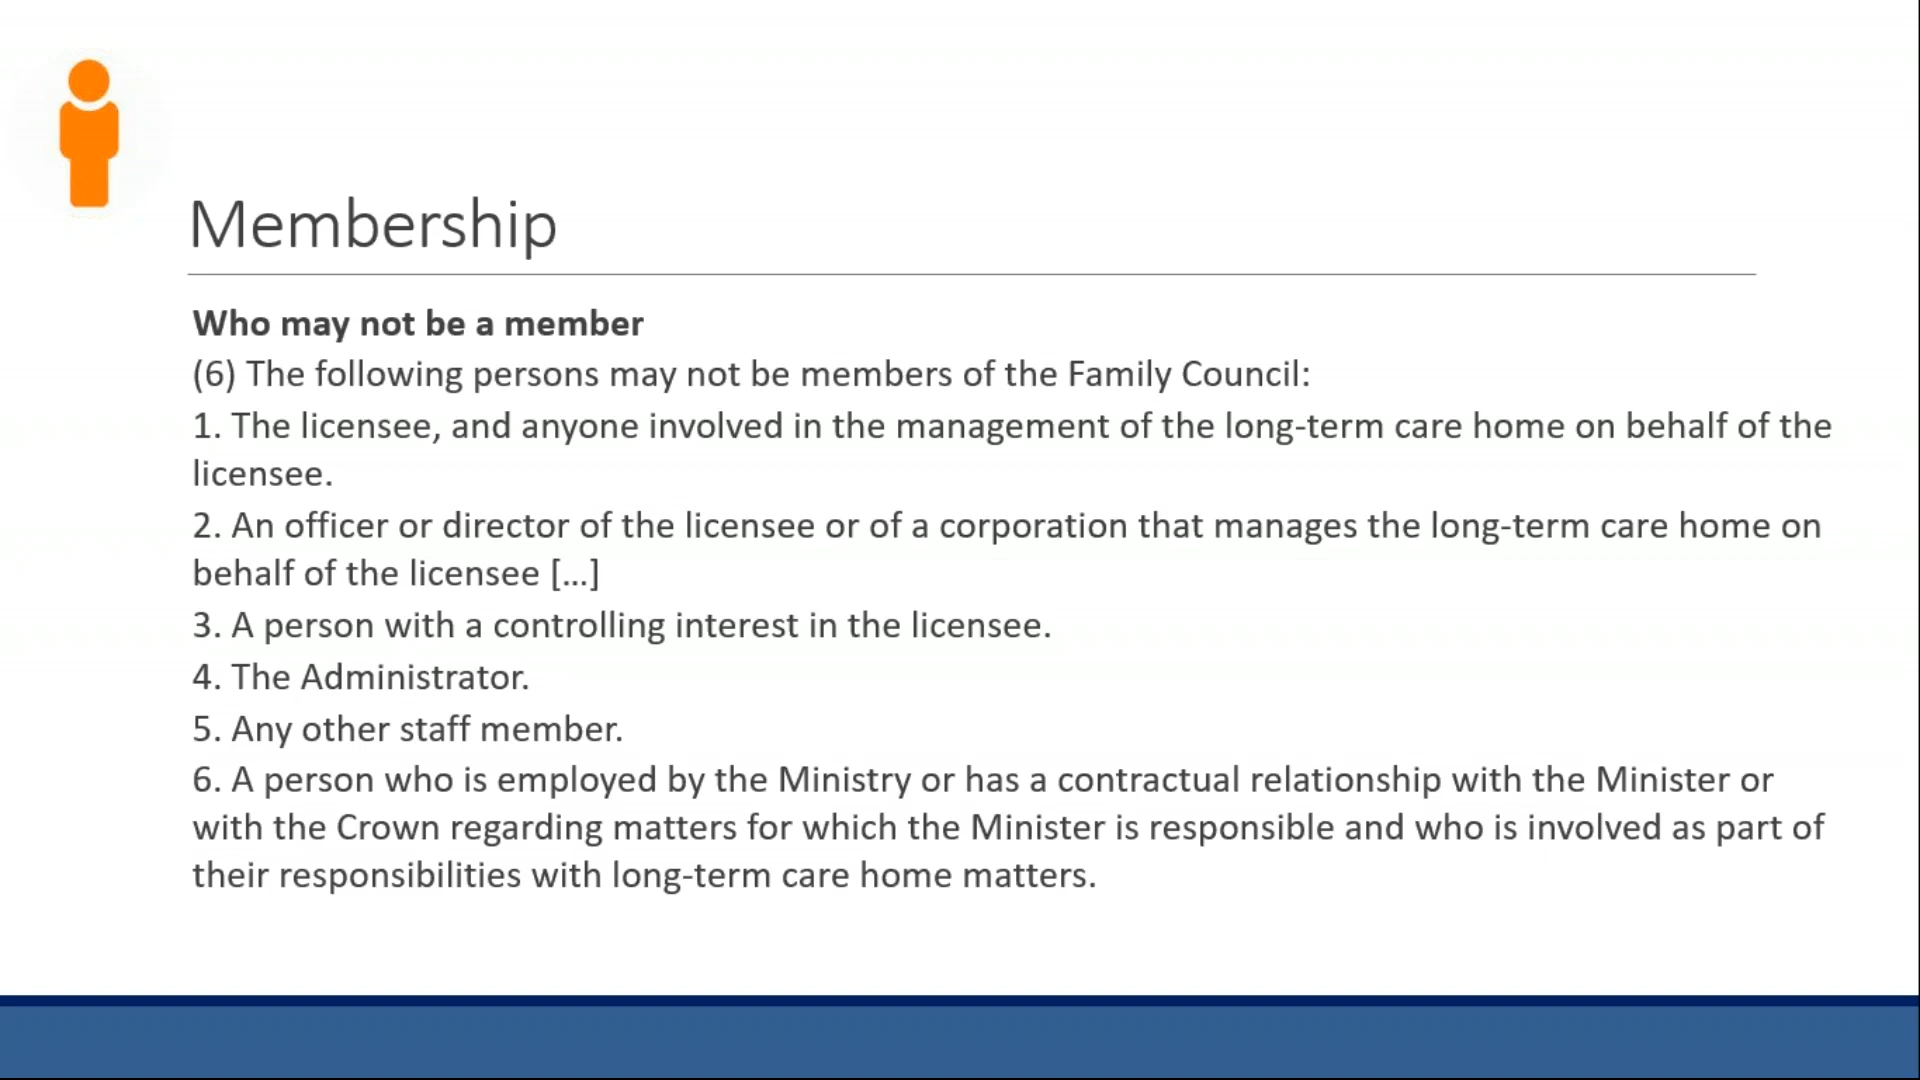 Membership
Who may not be a member
(6) The following persons may not be members of the Family Council:
1. The licensee, and anyone involved in the management of the long-term care home on behalf of the
licensee.
2. An officer or director of the licensee or of a corporation that manages the long-term care home on
behalf of the licensee [...]
3. A person with a controlling interest in the licensee.
4. The Administrator.
5. Any other staff member.
6. A person who is employed by the Ministry or has a contractual relationship with the Minister or
with the Crown regarding matters for which the Minister is responsible and who is involved as part of
their responsibilities with long-term care home matters.